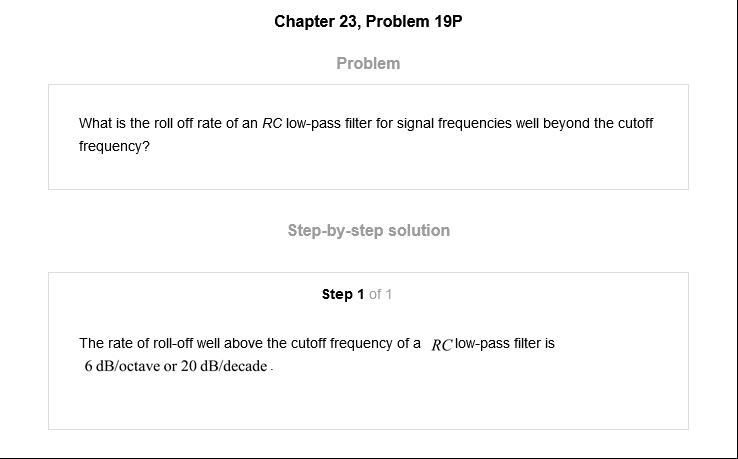 Chapter 23, Problem 19P
Problem
What is the roll off rate of an RC low-pass filter for signal frequencies well beyond the cutoff
frequency?
Step-by-step solution
Step 1 of 1
The rate of roll-off well above the cutoff frequency of a RC low-pass filter is
6 dB/octave or 20 dB/decade .